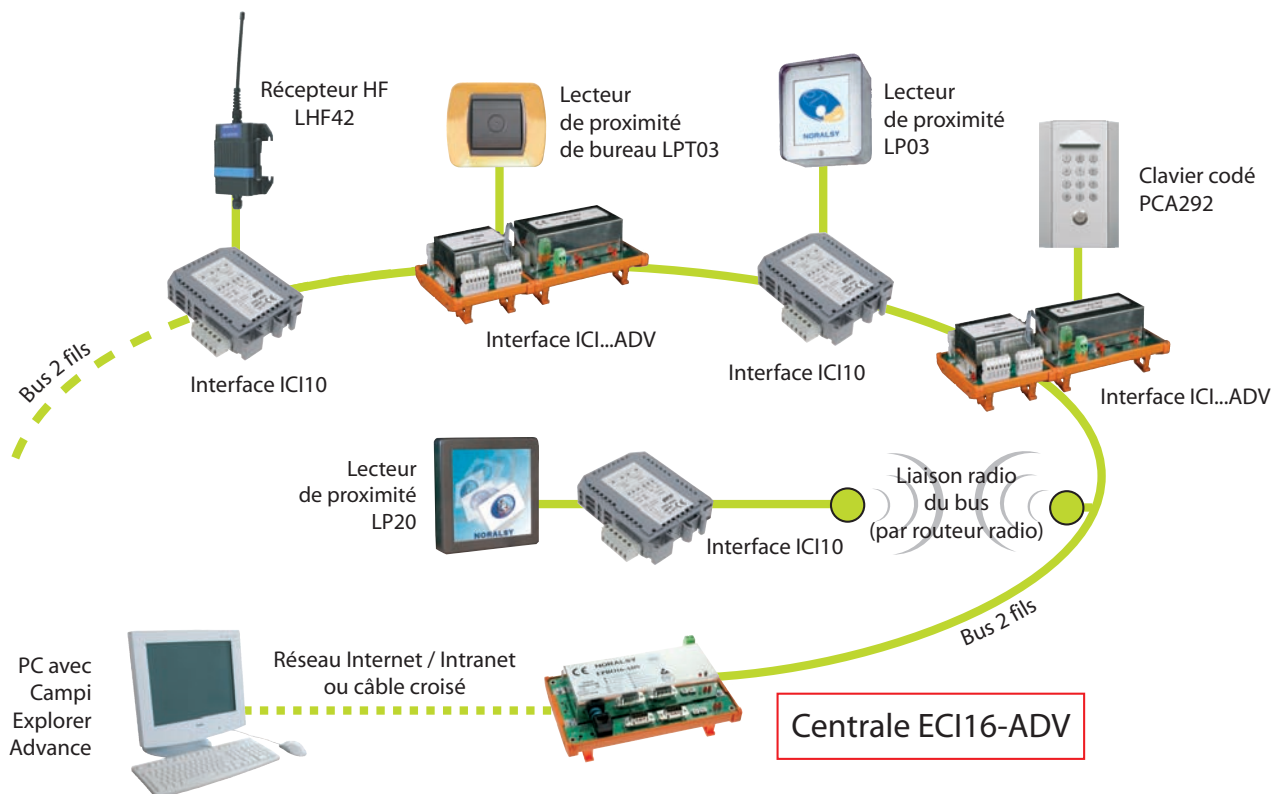 Récepteur HF
LHF42
Lecteur
de proximité
de bureau LPT03
Lecteur
de proximité
LP03
NORALSY
Clavier codé
PCA292
Bus 2 fils
Interface ICI10
Interface ICI...ADV
Interface ICI10
Interface ICI...ADV
Lecteur
de proximité
LP20
NORALSY
Interface ICI10
Liaison radio
du bus
(par routeur radio)
Bus 2 fils
PC avec
Campi
Explorer
Advance
Réseau Internet / Intranet
ou câble croisé
CE NORALSY
Centrale ECI16-ADV